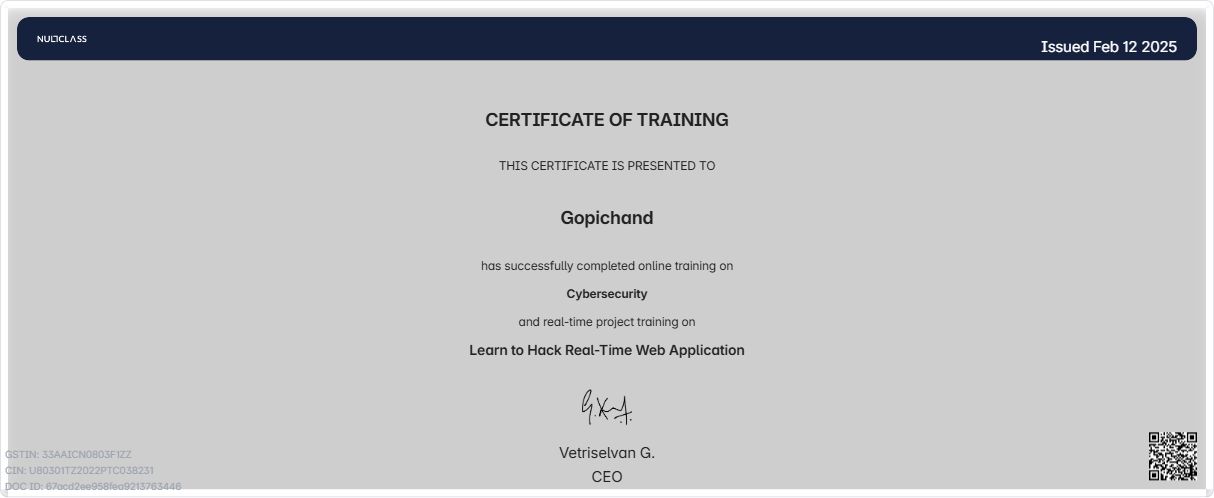 NULLCLASS
Issued Feb 12 2025
CERTIFICATE OF TRAINING
THIS CERTIFICATE IS PRESENTED TO
Gopichand
has successfully completed online training on
Cybersecurity
and real-time project training on
Learn to Hack Real-Time Web Application
Vetriselvan G.
CEO
GSTIN: 33AAICN0803F1ZZ
CIN: U80301TZ2022PTC038231
DOC ID: 67acd2ee958fea9213763446